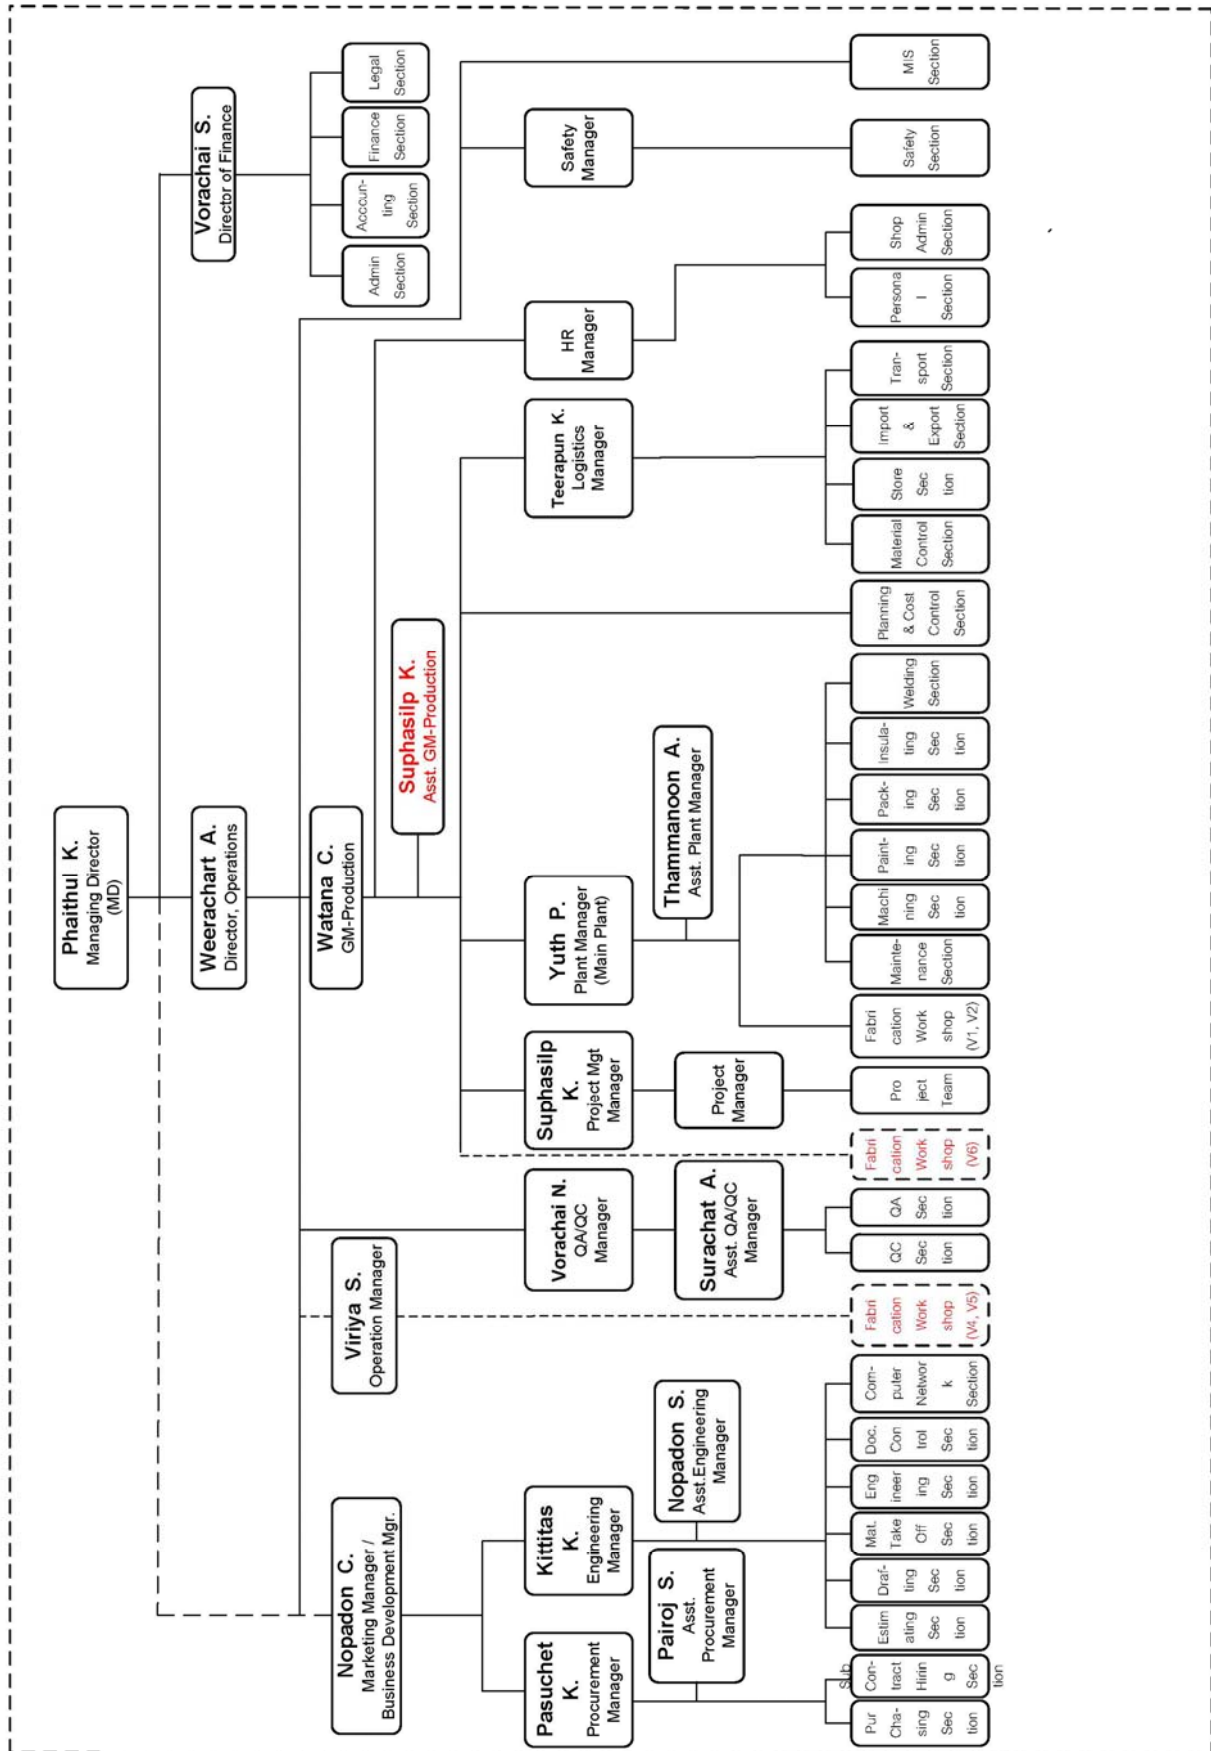 Phaithul K.
Managing Director
(MD)
Weerachart A.
Director, Operations
Vorachai S.
Director of Finance
Admin
Section
Acccun-
ting
Section
Finance
Section
Legal
Section
Watana C.
GM-Production
Nopadon C.
Marketing Manager /
Business Development Mgr.
Viriya S.
Operation Manager
Suphasilp K.
Asst. GM-Production
Pasuchet
K.
Procurement
Manager
Kittitas
K.
Engineering
Manager
Vorachai N.
QA/QC
Manager
Suphasilp
K.
Project Mgt
Manager
Yuth P.
Plant Manager
(Main Plant)
Teerapun K.
Logistics
Manager
HR
Manager
Safety
Manager
Pairoj S.
Asst.
Procurement
Manager
Nopadon S.
Asst.Engineering
Manager
Surachat A.
Asst. QA/QC
Manager
Project
Manager
Thammanoon A.
Asst. Plant Manager
Pur
Cha-
sing
Sec
tion
Sub
Con-
tract
Hirin
g
Sec
tion
Estim
ating
Sec
tion
Draf-
ting
Sec
tion
Mat.
Take
Off
Sec
tion
Eng
ineer
ing
Sec
tion
Doc.
Con
trol
Sec
tion
Com-
puter
Networ
k
Section
Fabri
cation
Work
shop
(V4, V5)
QC
Sec
tion
QA
Sec
tion
Fabri
cation
Work
shop
(V6)
Pro
ject
Team
Fabri
cation
Work
shop
(V1, V2)
Mainte-
nance
Section
Machi
ning
Sec
tion
Paint-
ing
Sec
tion
Pack-
ing
Sec
tion
Insula-
ting
Sec
tion
Welding
Section
Planning
& Cost
Control
Section
Material
Control
Section
Store
Sec
tion
Import
&
Export
Section
Tran-
sport
Section
Persona
l
Section
Shop
Admin
Section
Safety
Section
MIS
Section